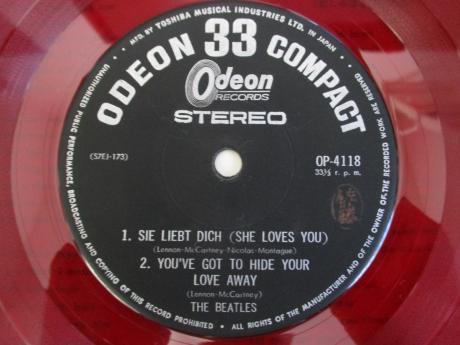 MFD. BY TOSHIBA MUSICAL INDUSTRIES LTD. IN JAPAN
ODEON 33 COMPACT
Odeon
RECORDS
STEREO
(S7EJ-173)
OP-4118
33⅓ r. p. m.
1. SIE LIEBT DICH (SHE LOVES YOU)
(Lennon-McCartney-Nicolas-Montague)
2. YOU'VE GOT TO HIDE YOUR
LOVE AWAY
(Lennon-McCartney)
THE BEATLES
ALL RIGHTS OF THE MANUFACTURER AND OF THE OWNER OF THE RECORDED WORK ARE RESERVED • UNAUTHORIZED PUBLIC PERFORMANCE, BROADCASTING AND COPYING OF THIS RECORD PROHIBITED •